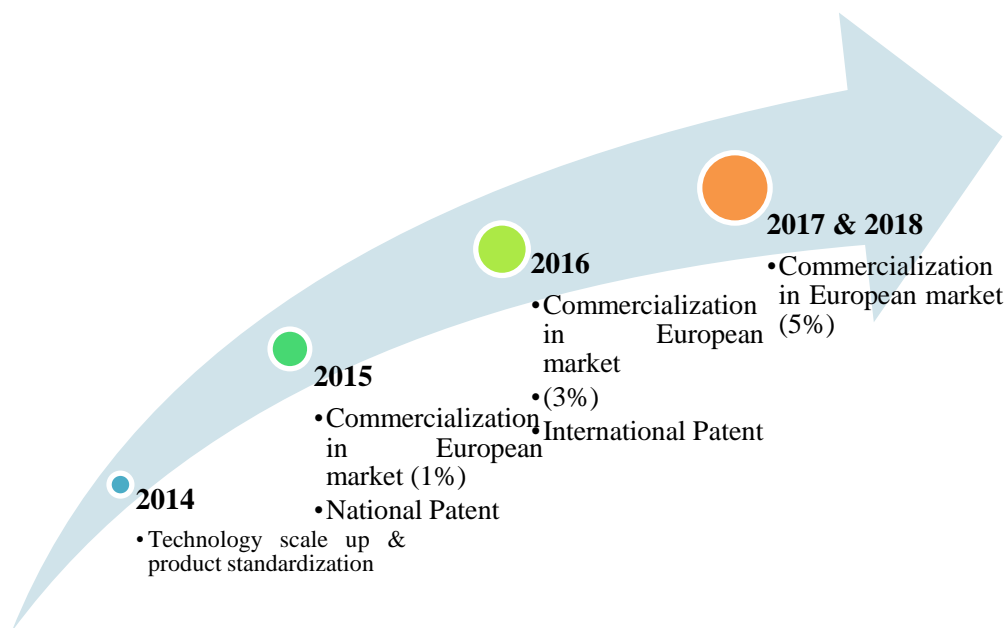 2014
•Technology scale up &
product standardization
2015
•Commercialization
in European
market (1%)
•National Patent
2016
•Commercialization
in European
market
•(3%)
•International Patent
2017 & 2018
•Commercialization
in European market
(5%)